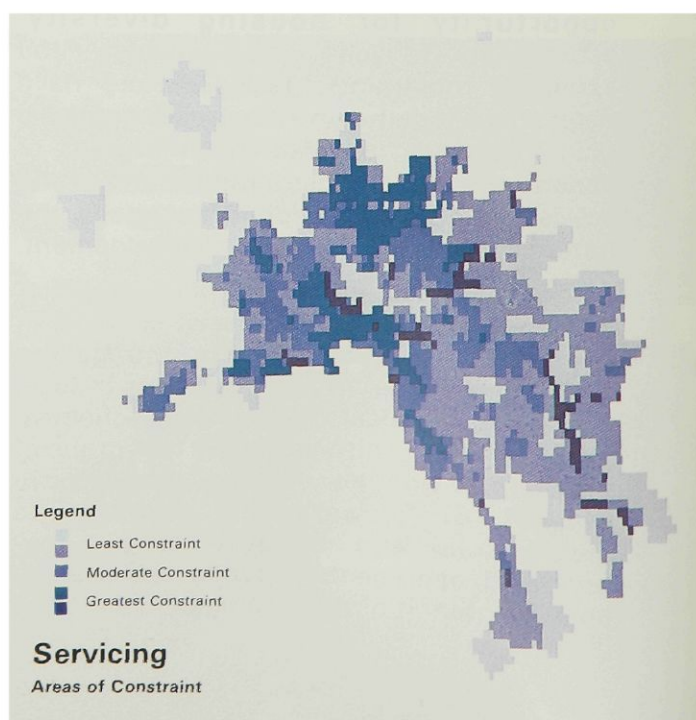 Legend
Least Constraint
Moderate Constraint
Greatest Constraint
Servicing
Areas of Constraint